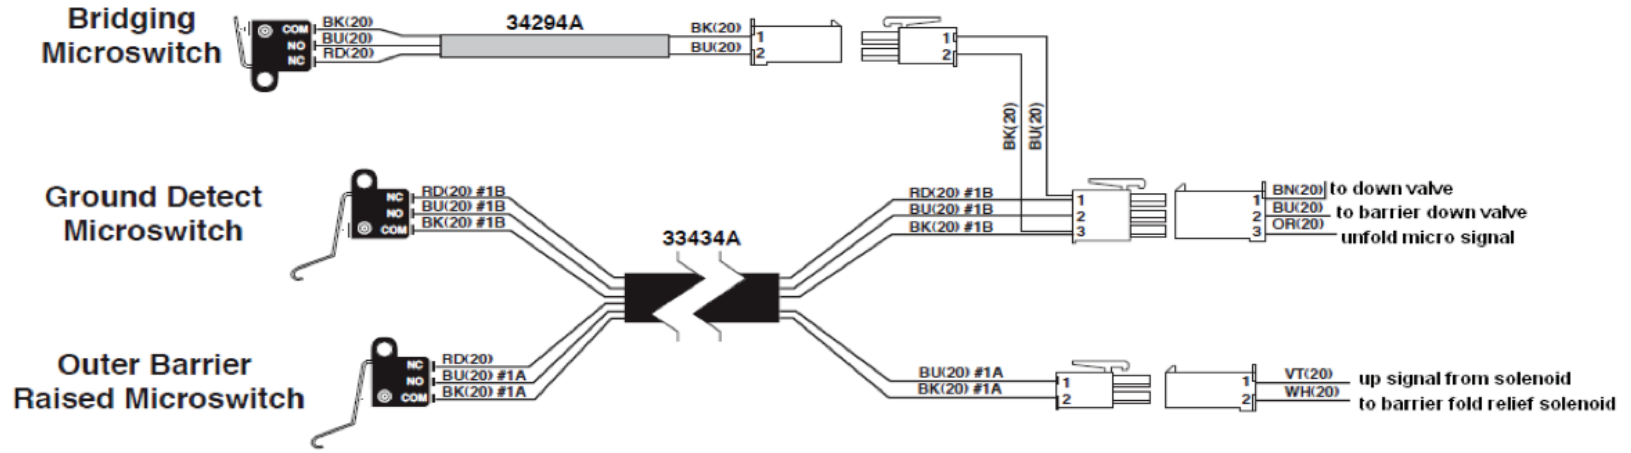 Bridging
Microswitch
COM
NO
NC
BK(20)
BU(20)
RD(20)
34294A
BK(20)
BU(20)
1
2
1
2
BK(20)
BU(20)
Ground Detect
Microswitch
NC
NO
COM
RD(20) #1B
BU(20) #1B
BK(20) #1B
33434A
RD(20) #1B
BU(20) #1B
BK(20) #1B
1
2
3
1
2
3
BN(20) to down valve
BU(20) to barrier down valve
OR(20) unfold micro signal
Outer Barrier
Raised Microswitch
NC
NO
COM
RD(20)
BU(20) #1A
BK(20) #1A
BU(20) #1A
BK(20) #1A
1
2
1
2
VT(20) up signal from solenoid
WH(20) to barrier fold relief solenoid